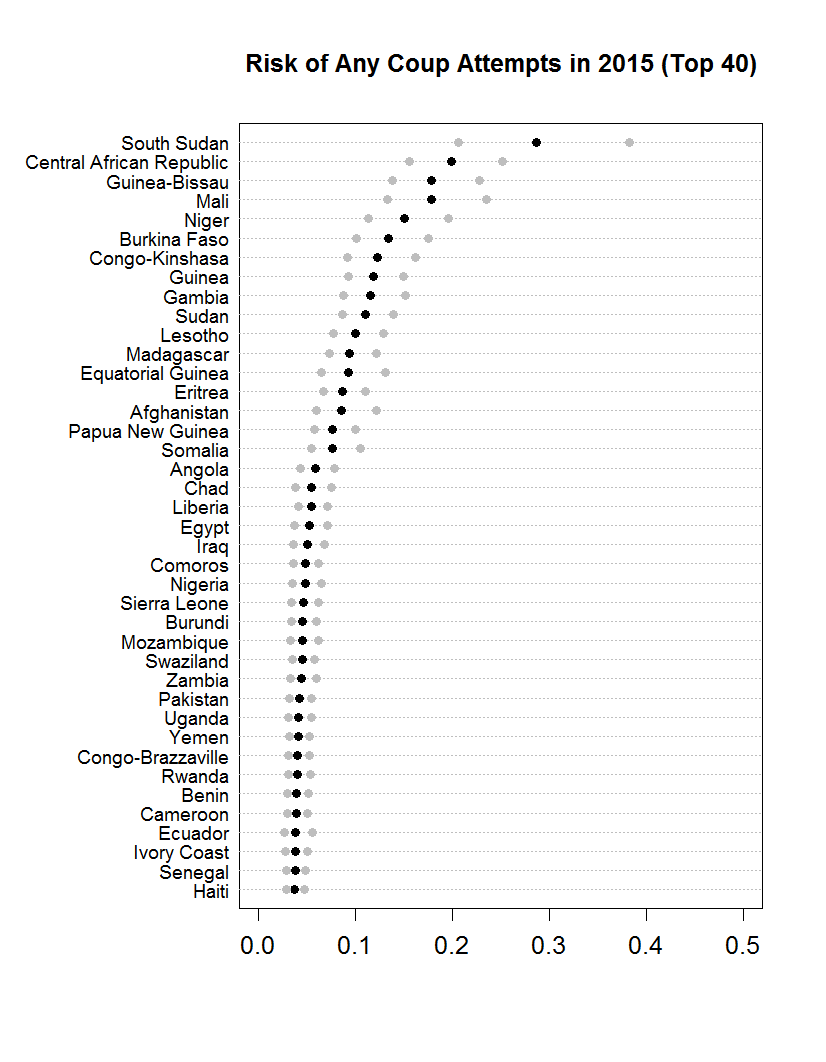 Risk of Any Coup Attempts in 2015 (Top 40)
South Sudan
Central African Republic
Guinea-Bissau
Mali
Niger
Burkina Faso
Congo-Kinshasa
Guinea
Gambia
Sudan
Lesotho
Madagascar
Equatorial Guinea
Eritrea
Afghanistan
Papua New Guinea
Somalia
Angola
Chad
Liberia
Egypt
Iraq
Comoros
Nigeria
Sierra Leone
Burundi
Mozambique
Swaziland
Zambia
Pakistan
Uganda
Yemen
Congo-Brazzaville
Rwanda
Benin
Cameroon
Ecuador
Ivory Coast
Senegal
Haiti
0.0 0.1 0.2 0.3 0.4 0.5